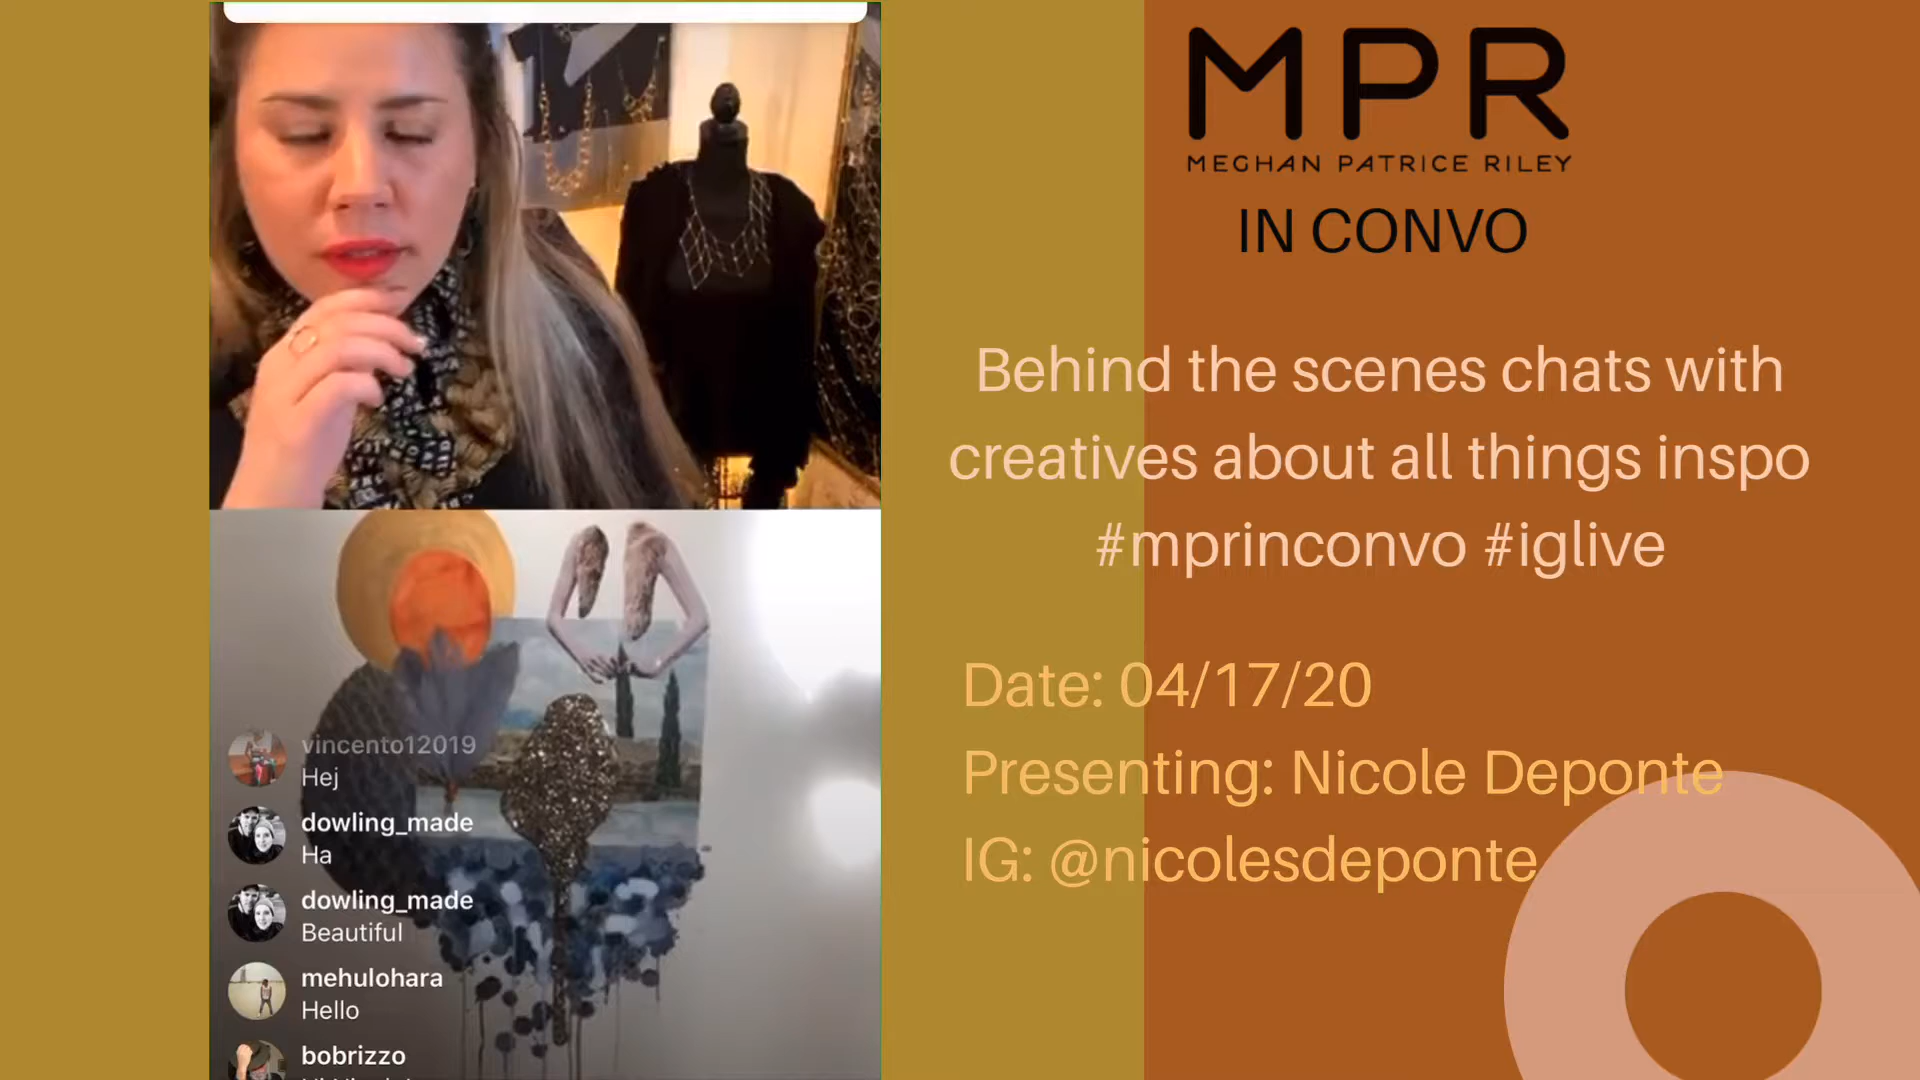 MPR
MEGHAN PATRICE RILEY
IN CONVO
Behind the scenes chats with
creatives about all things inspo
#mprinconvo #iglive
Date: 04/17/20
Presenting: Nicole Deponte
IG: @nicolesdeponte
vincento12019
Hej
dowling_made
Ha
dowling_made
Beautiful
mehulohara
Hello
bobrizzo